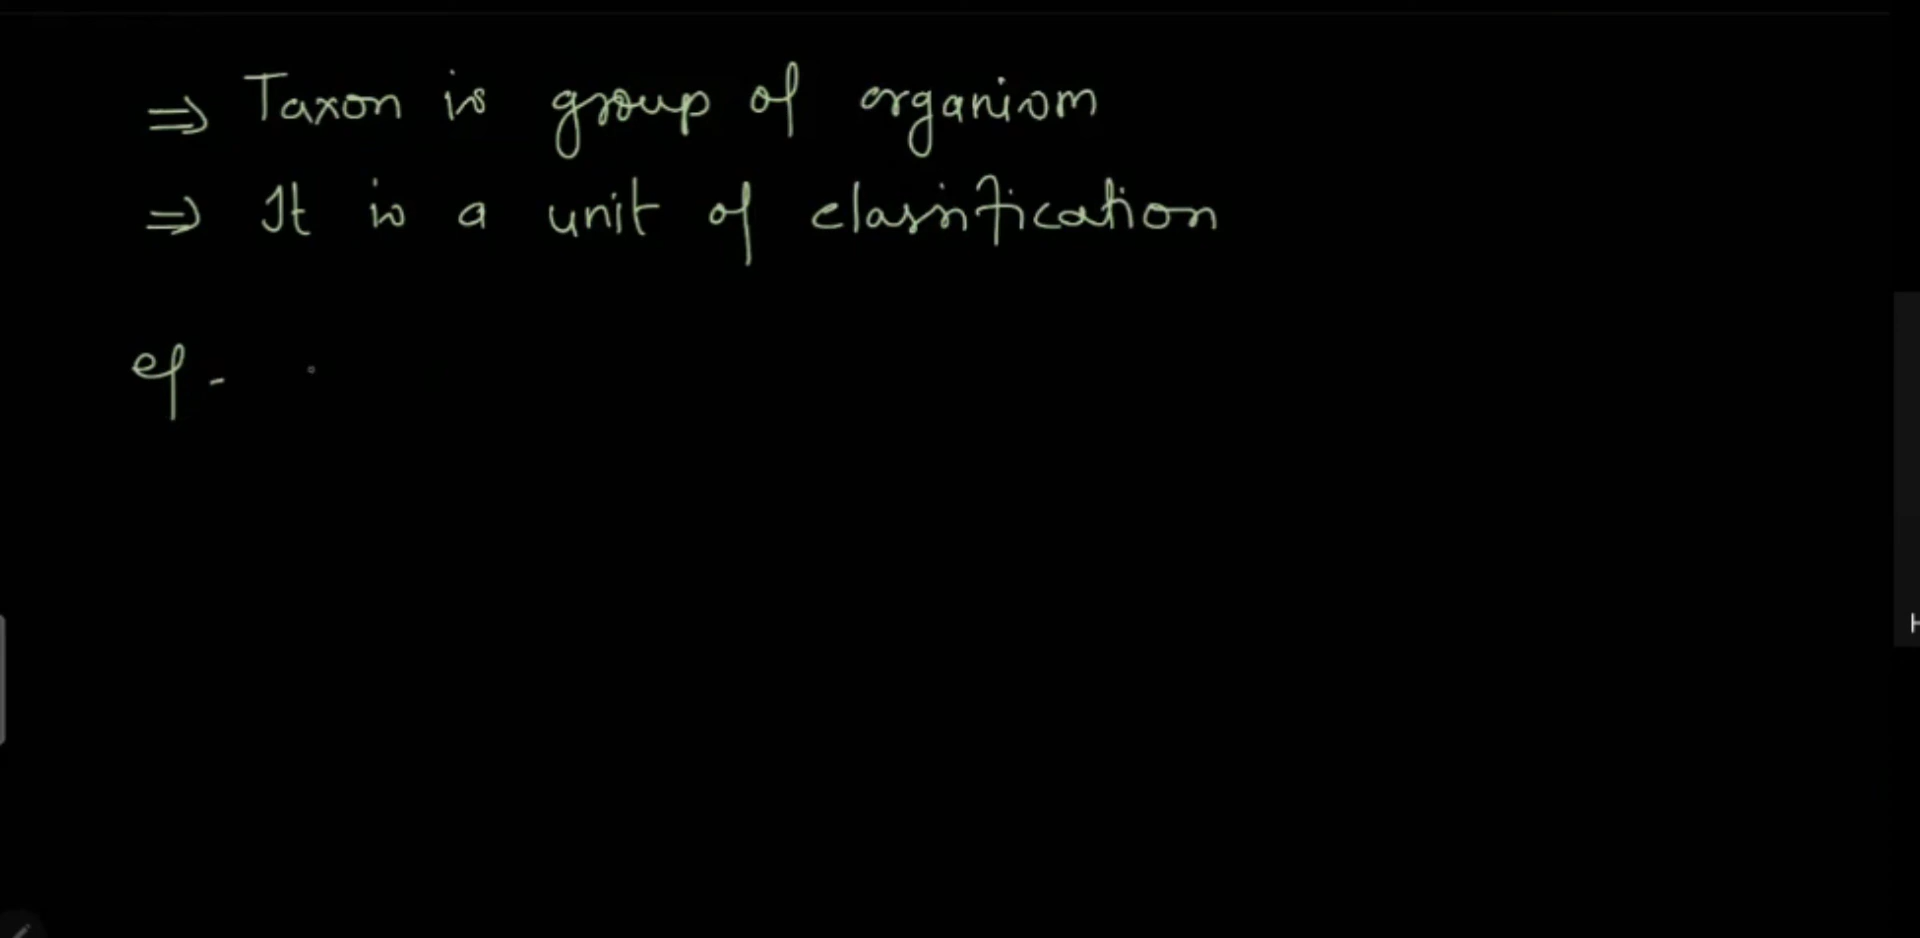 ⇒ Taxon is group of organism
⇒ It is a unit of classification
eg -
H